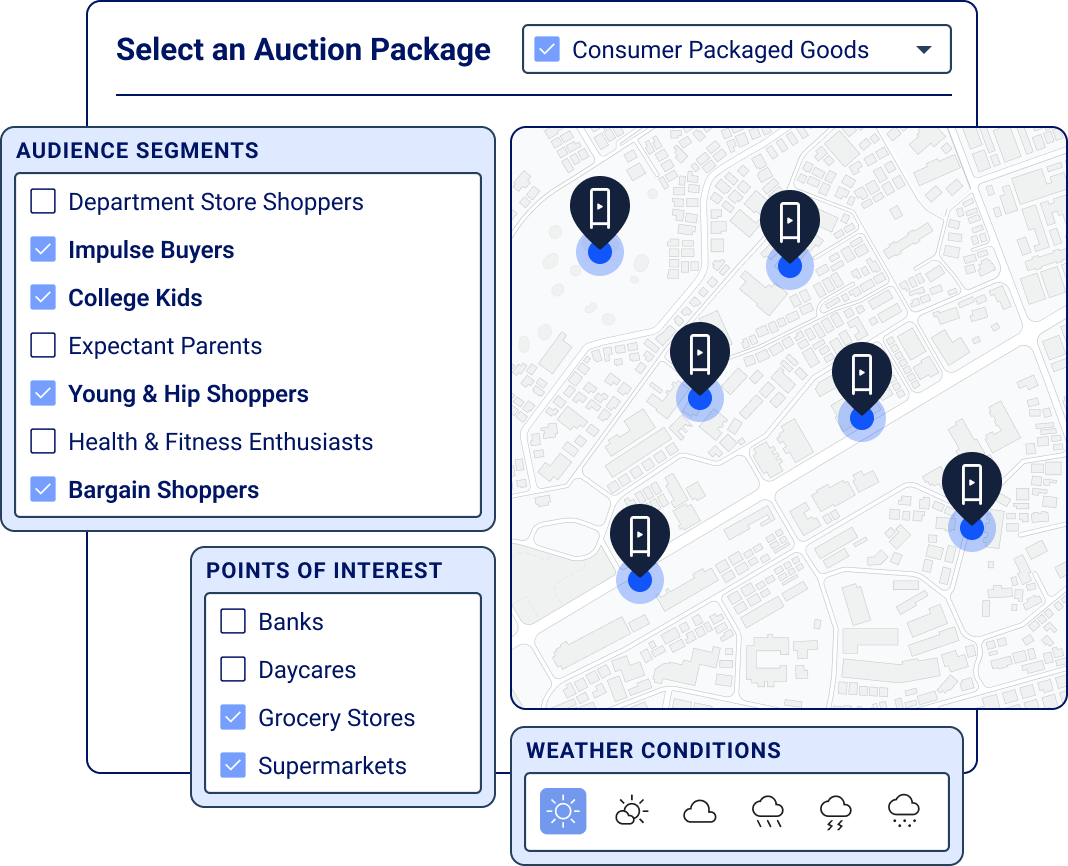 Select an Auction Package
Consumer Packaged Goods
AUDIENCE SEGMENTS
Department Store Shoppers
Impulse Buyers
College Kids
Expectant Parents
Young & Hip Shoppers
Health & Fitness Enthusiasts
Bargain Shoppers
POINTS OF INTEREST
Banks
Daycares
Grocery Stores
Supermarkets
WEATHER CONDITIONS